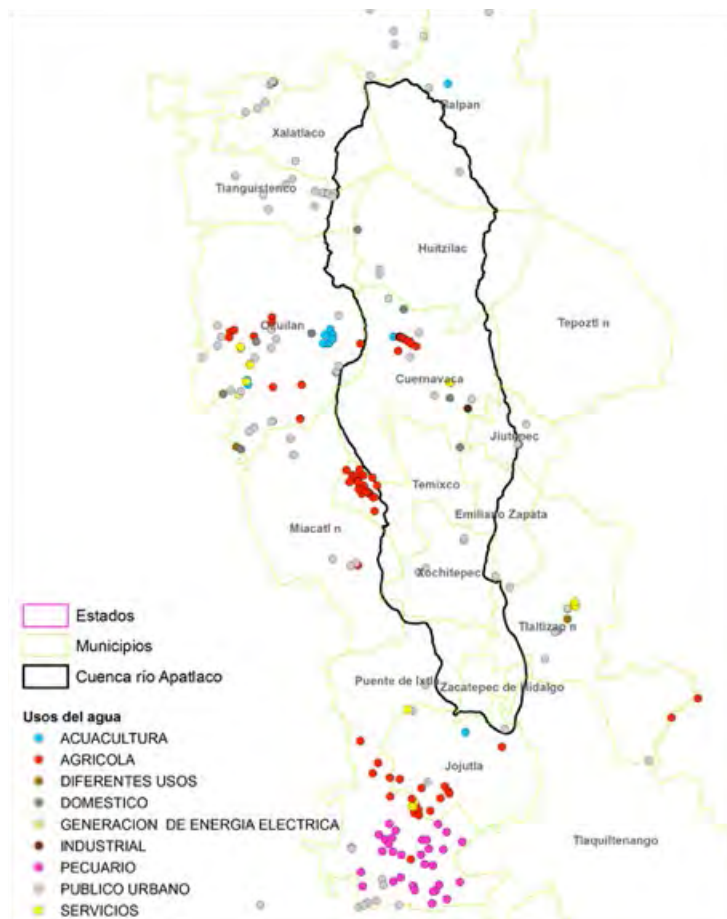 Tlalpan
Xalatlaco
Tianguistenco
Huitzilac
Tepoztl n
Ocuilan
Cuernavaca
Jiutepec
Temixco
Emiliano Zapata
Miacatl n
Xochitepec
Tlaltizap n
Puente de Ixtla
Zacatepec de Hidalgo
Jojutla
Tlaquiltenango
Estados
Municipios
Cuenca río Apatlaco
Usos del agua
ACUACULTURA
AGRICOLA
DIFERENTES USOS
DOMESTICO
GENERACION DE ENERGIA ELECTRICA
INDUSTRIAL
PECUARIO
PUBLICO URBANO
SERVICIOS